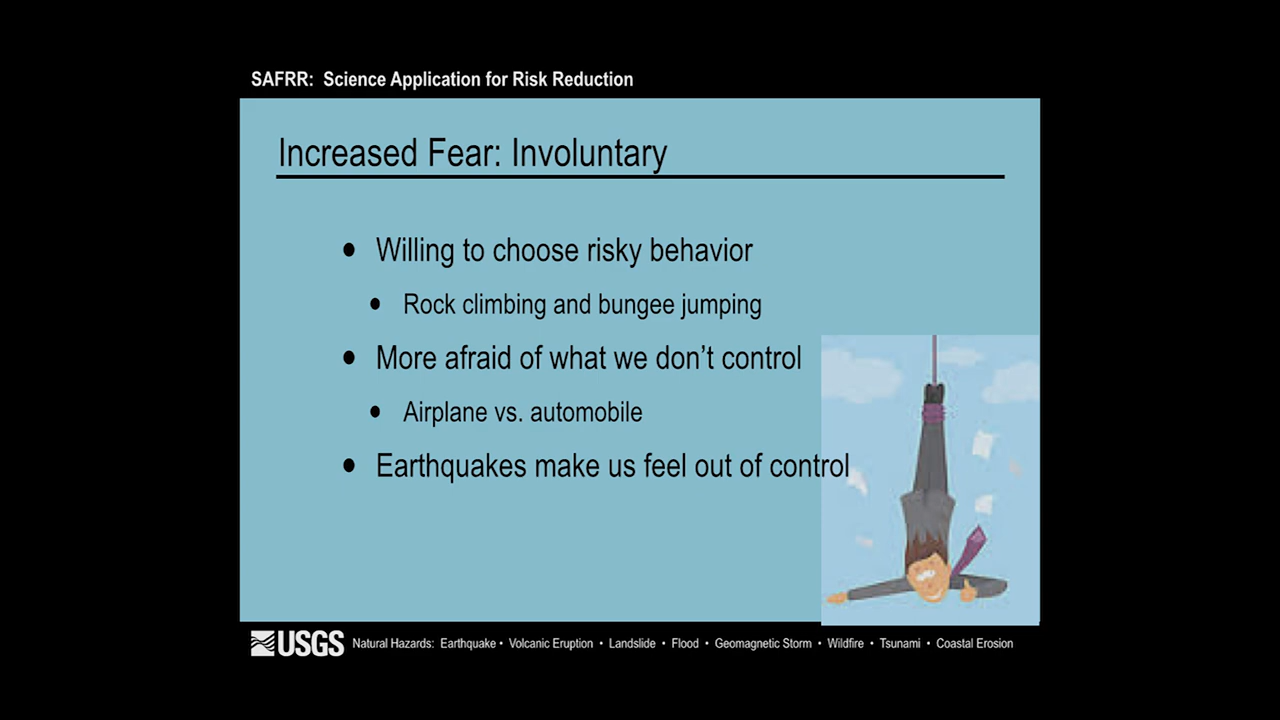 SAFRR: Science Application for Risk Reduction
Increased Fear: Involuntary
• Willing to choose risky behavior
• Rock climbing and bungee jumping
• More afraid of what we don’t control
• Airplane vs. automobile
• Earthquakes make us feel out of control
USGS Natural Hazards: Earthquake • Volcanic Eruption • Landslide • Flood • Geomagnetic Storm • Wildfire • Tsunami • Coastal Erosion